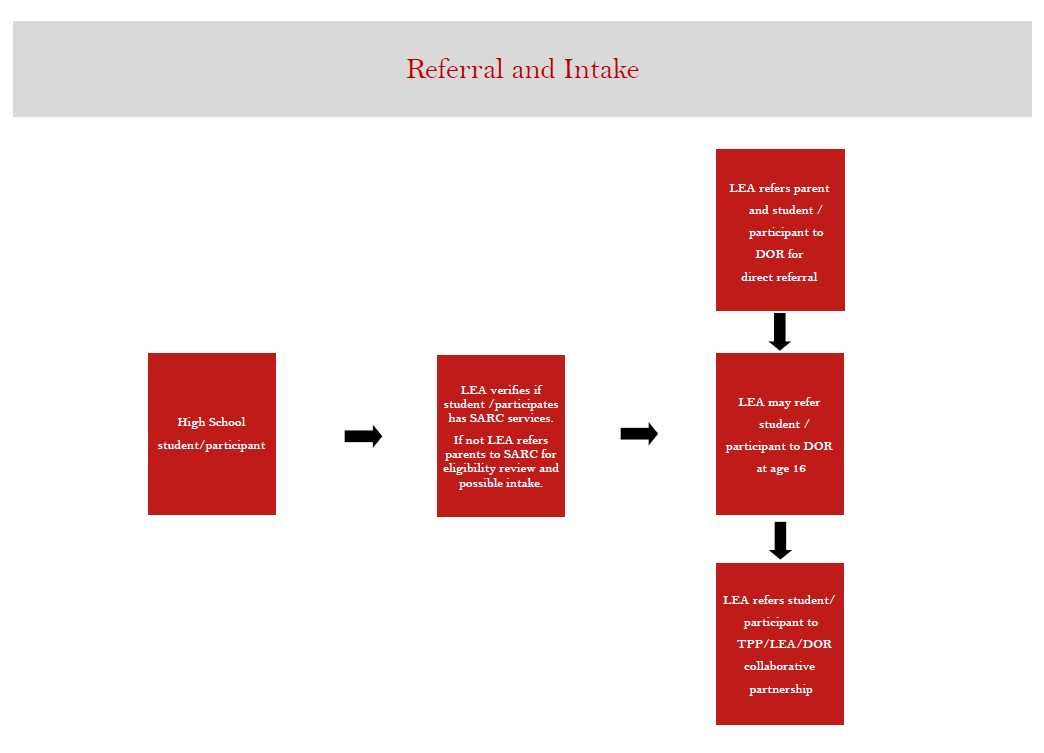 Referral and Intake
High School
student/participant
LEA verifies if
student /participates
has SARC services.
If not LEA refers
parents to SARC for
eligibility review and
possible intake.
LEA refers parent
and student /
participant to
DOR for
direct referral
LEA may refer
student /
participant to DOR
at age 16
LEA refers student/
participant to
TPP/LEA/DOR
collaborative
partnership